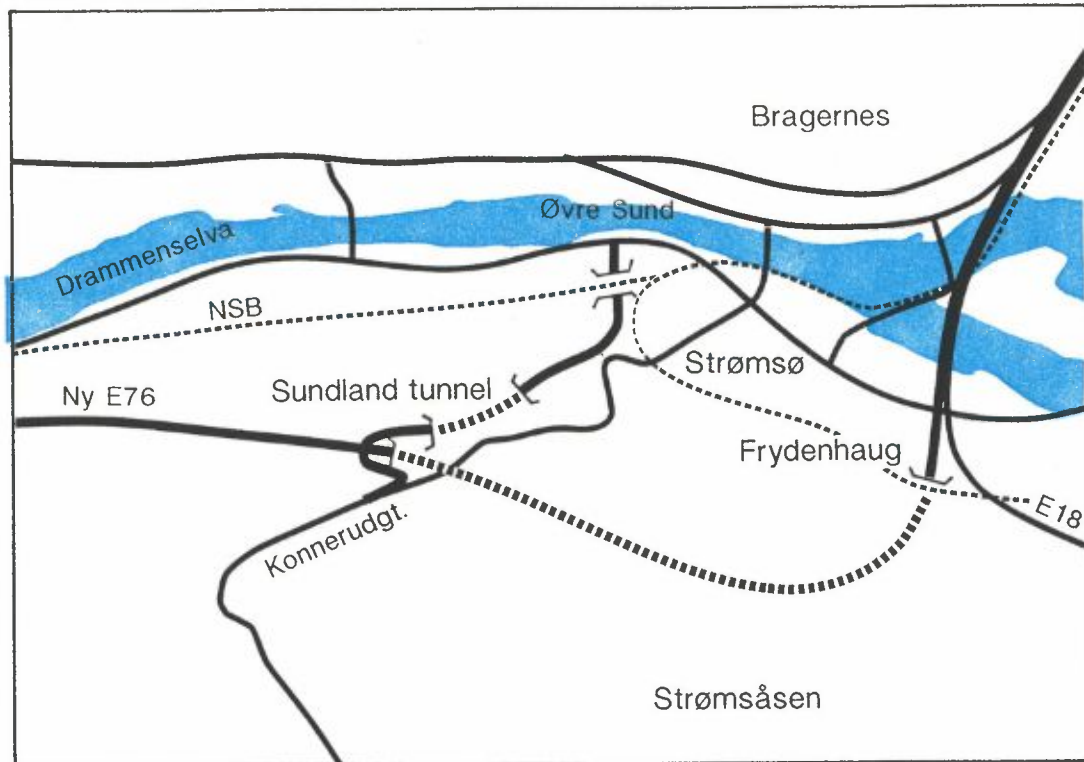 Bragernes
Øvre Sund
Drammenselva
NSB
Strømsø
Ny E76
Sundland tunnel
Frydenhaug
E18
Konnerudgt.
Strømsåsen